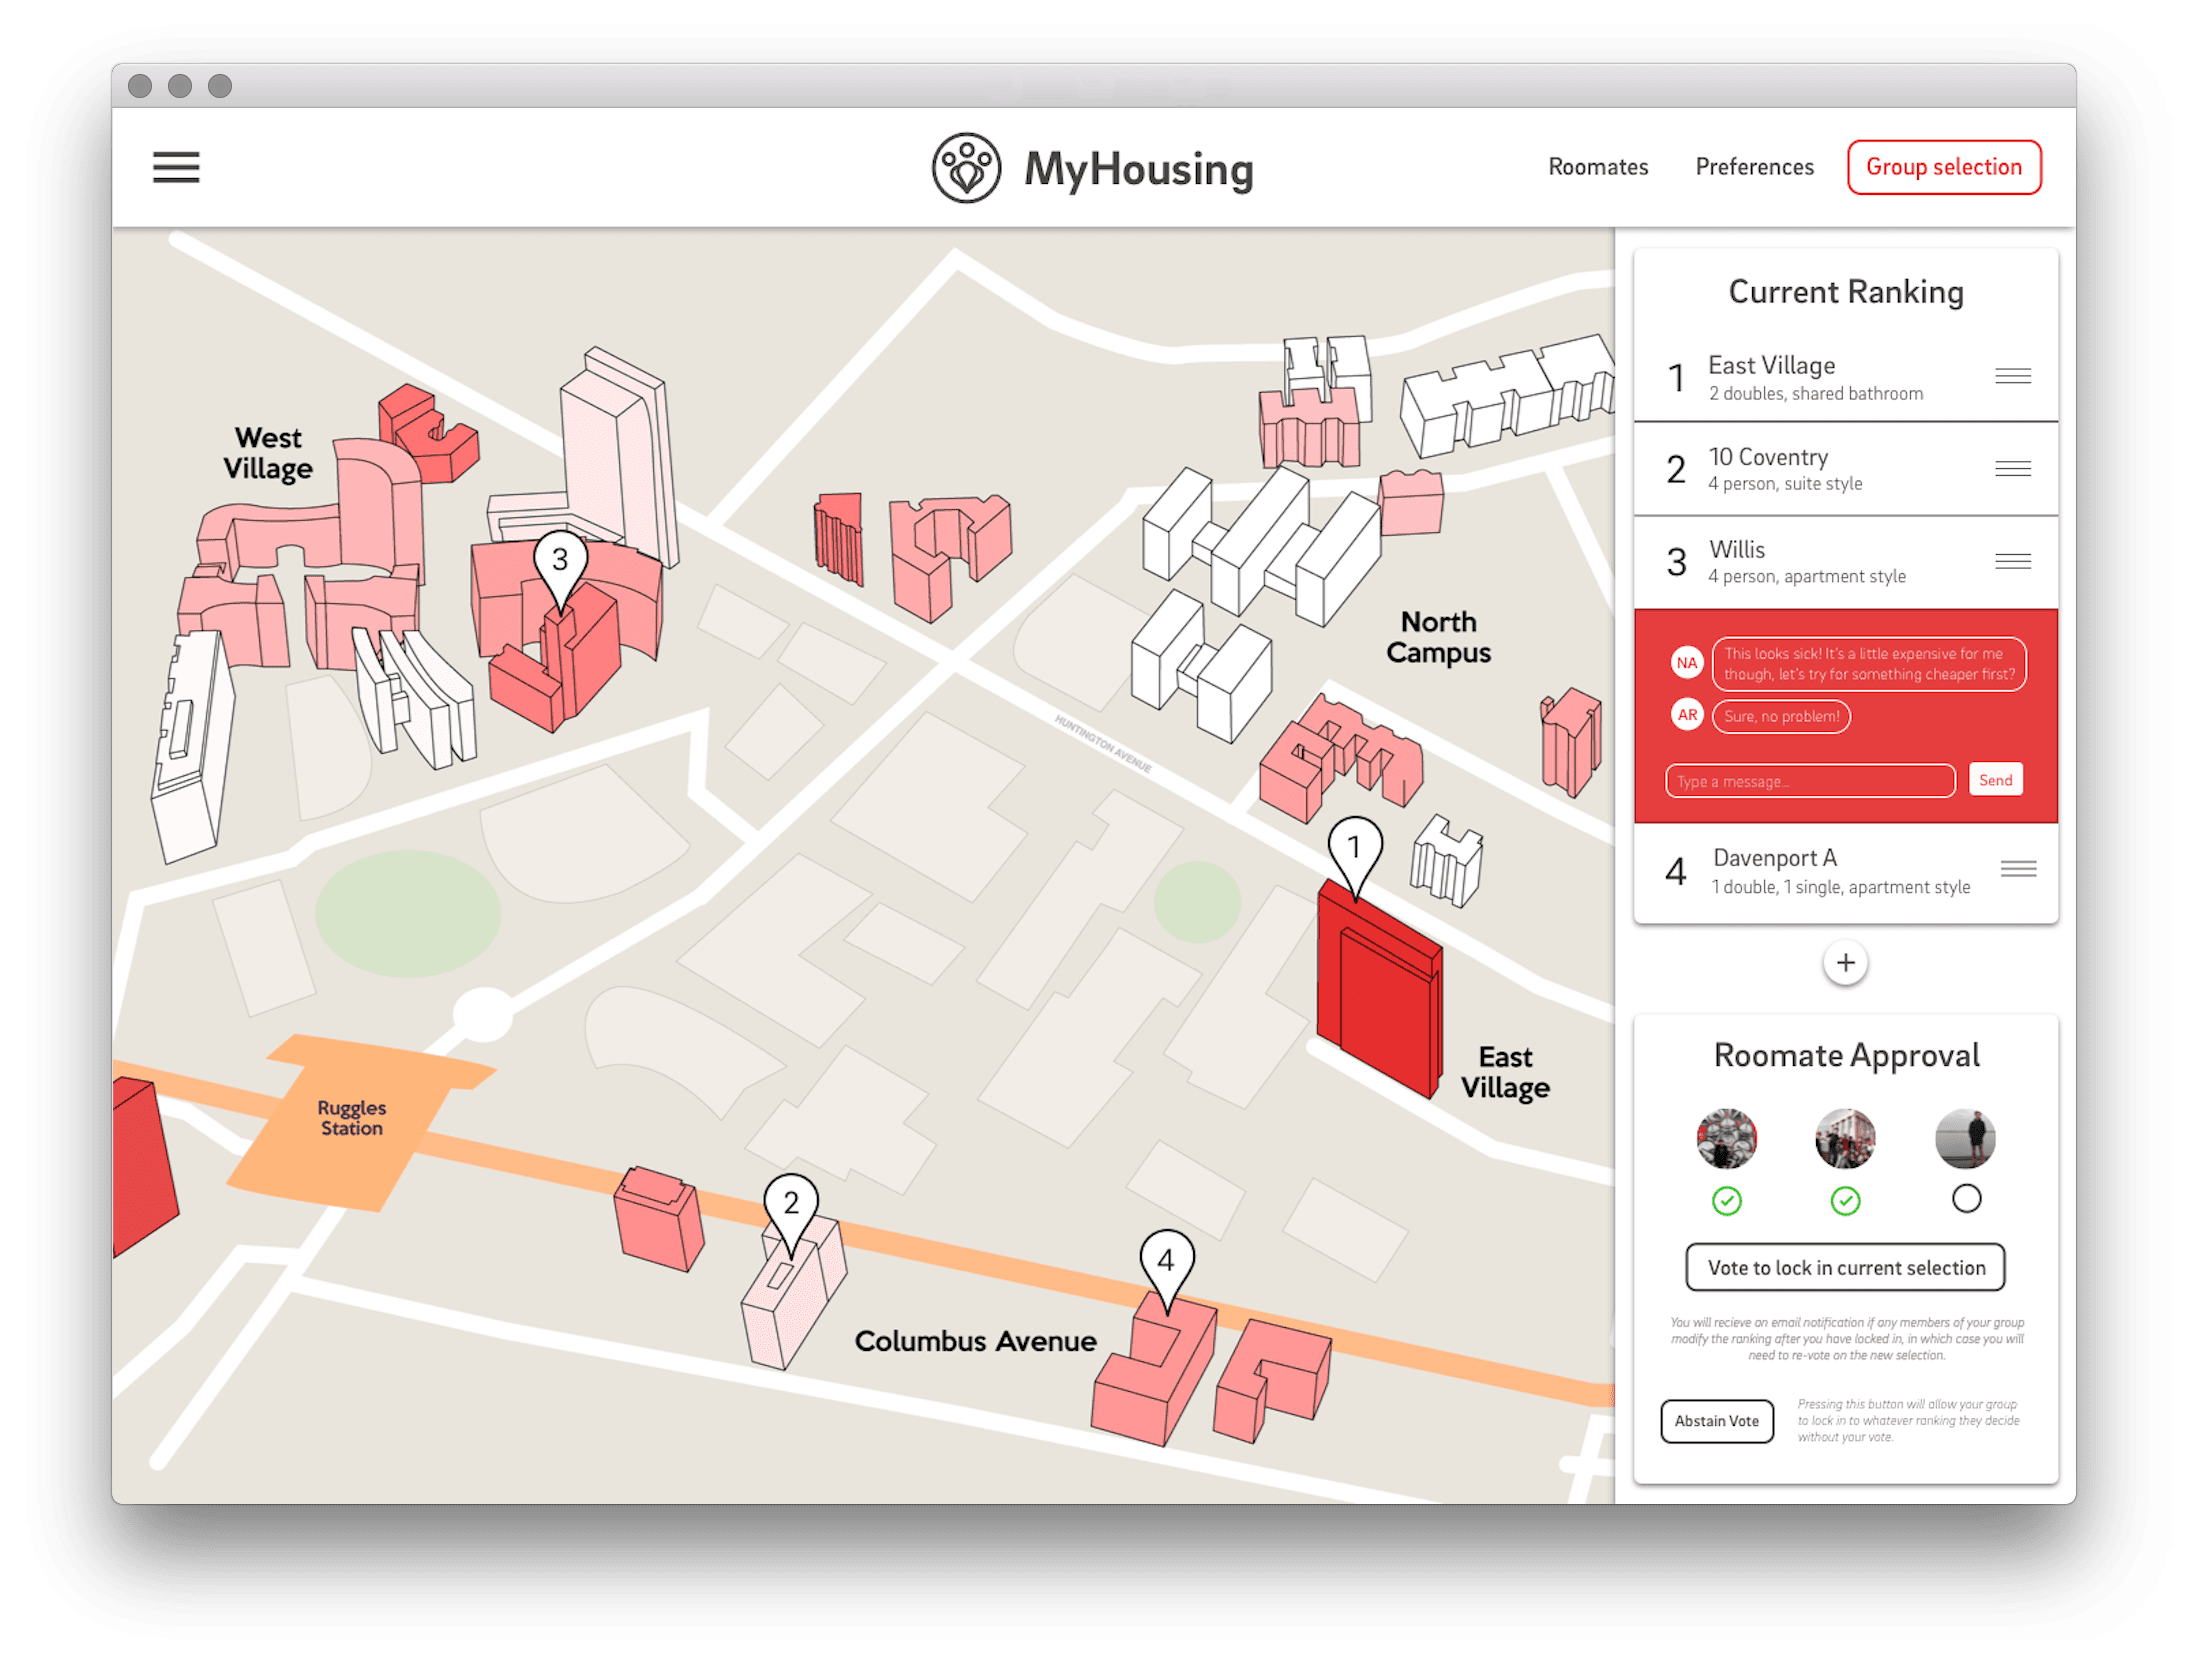 MyHousing
Roomates
Preferences
Group selection
West
Village
3
North
Campus
HUNTINGTON AVENUE
1
East
Village
Ruggles
Station
2
4
Columbus Avenue
Current Ranking
1
East Village
2 doubles, shared bathroom
2
10 Coventry
4 person, suite style
3
Willis
4 person, apartment style
NA
This looks sick! It's a little expensive for me
though, let's try for something cheaper first?
AR
Sure, no problem!
Type a message...
Send
4
Davenport A
1 double, 1 single, apartment style
+
Roomate Approval
Vote to lock in current selection
You will recieve an email notification if any members of your group
modify the ranking after you have locked in, in which case you will
need to re-vote on the new selection.
Abstain Vote
Pressing this button will allow your group
to lock in to whatever ranking they decide
without your vote.